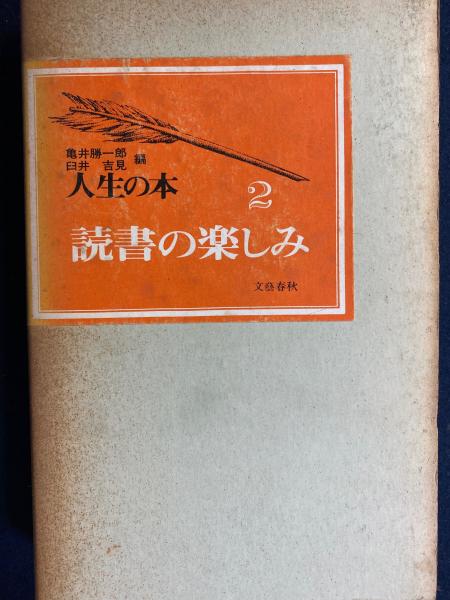 亀井勝一郎
臼井 吉見 編
人生の本 2
読書の楽しみ
文藝春秋